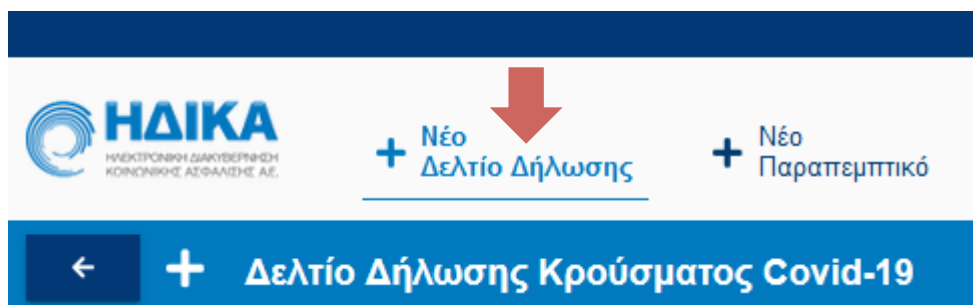 ΗΔΙΚΑ
ΗΛΕΚΤΡΟΝΙΚΗ ΔΙΑΚΥΒΕΡΝΗΣΗ
ΚΟΙΝΩΝΙΚΗΣ ΑΣΦΑΛΙΣΗΣ Α.Ε.
+ Νέο
Δελτίο Δήλωσης
+ Νέο
Παραπεμπτικό
← + Δελτίο Δήλωσης Κρούσματος Covid-19